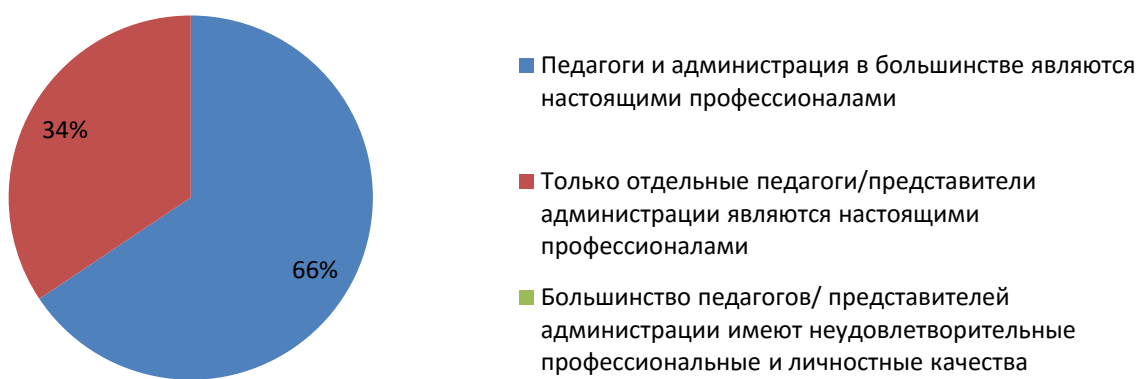 34%
66%
Педагоги и администрация в большинстве являются
настоящими профессионалами
Только отдельные педагоги/представители
администрации являются настоящими
профессионалами
Большинство педагогов/ представителей
администрации имеют неудовлетворительные
профессиональные и личностные качества